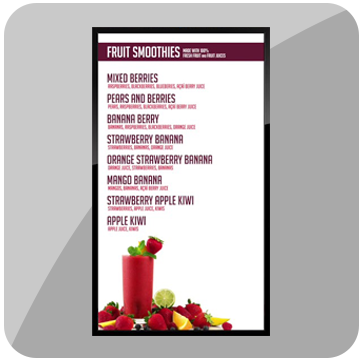 FRUIT SMOOTHIES
MADE WITH 100%
FRESH FRUIT AND FRUIT JUICES
MIXED BERRIES
RASPBERRIES, BLACKBERRIES, BLUEBERRIES, AÇAI BERRY JUICE
PEARS AND BERRIES
PEARS, RASPBERRIES, BLACKBERRIES, AÇAI BERRY JUICE
BANANA BERRY
BANANAS, RASPBERRIES, BLACKBERRIES, ORANGE JUICE
STRAWBERRY BANANA
STRAWBERRIES, BANANAS, ORANGE JUICE
ORANGE STRAWBERRY BANANA
ORANGE JUICE, STRAWBERRIES, BANANAS
MANGO BANANA
MANGOS, BANANAS, AÇAI BERRY JUICE
STRAWBERRY APPLE KIWI
STRAWBERRIES, APPLE JUICE, KIWIS
APPLE KIWI
APPLE JUICE, KIWIS